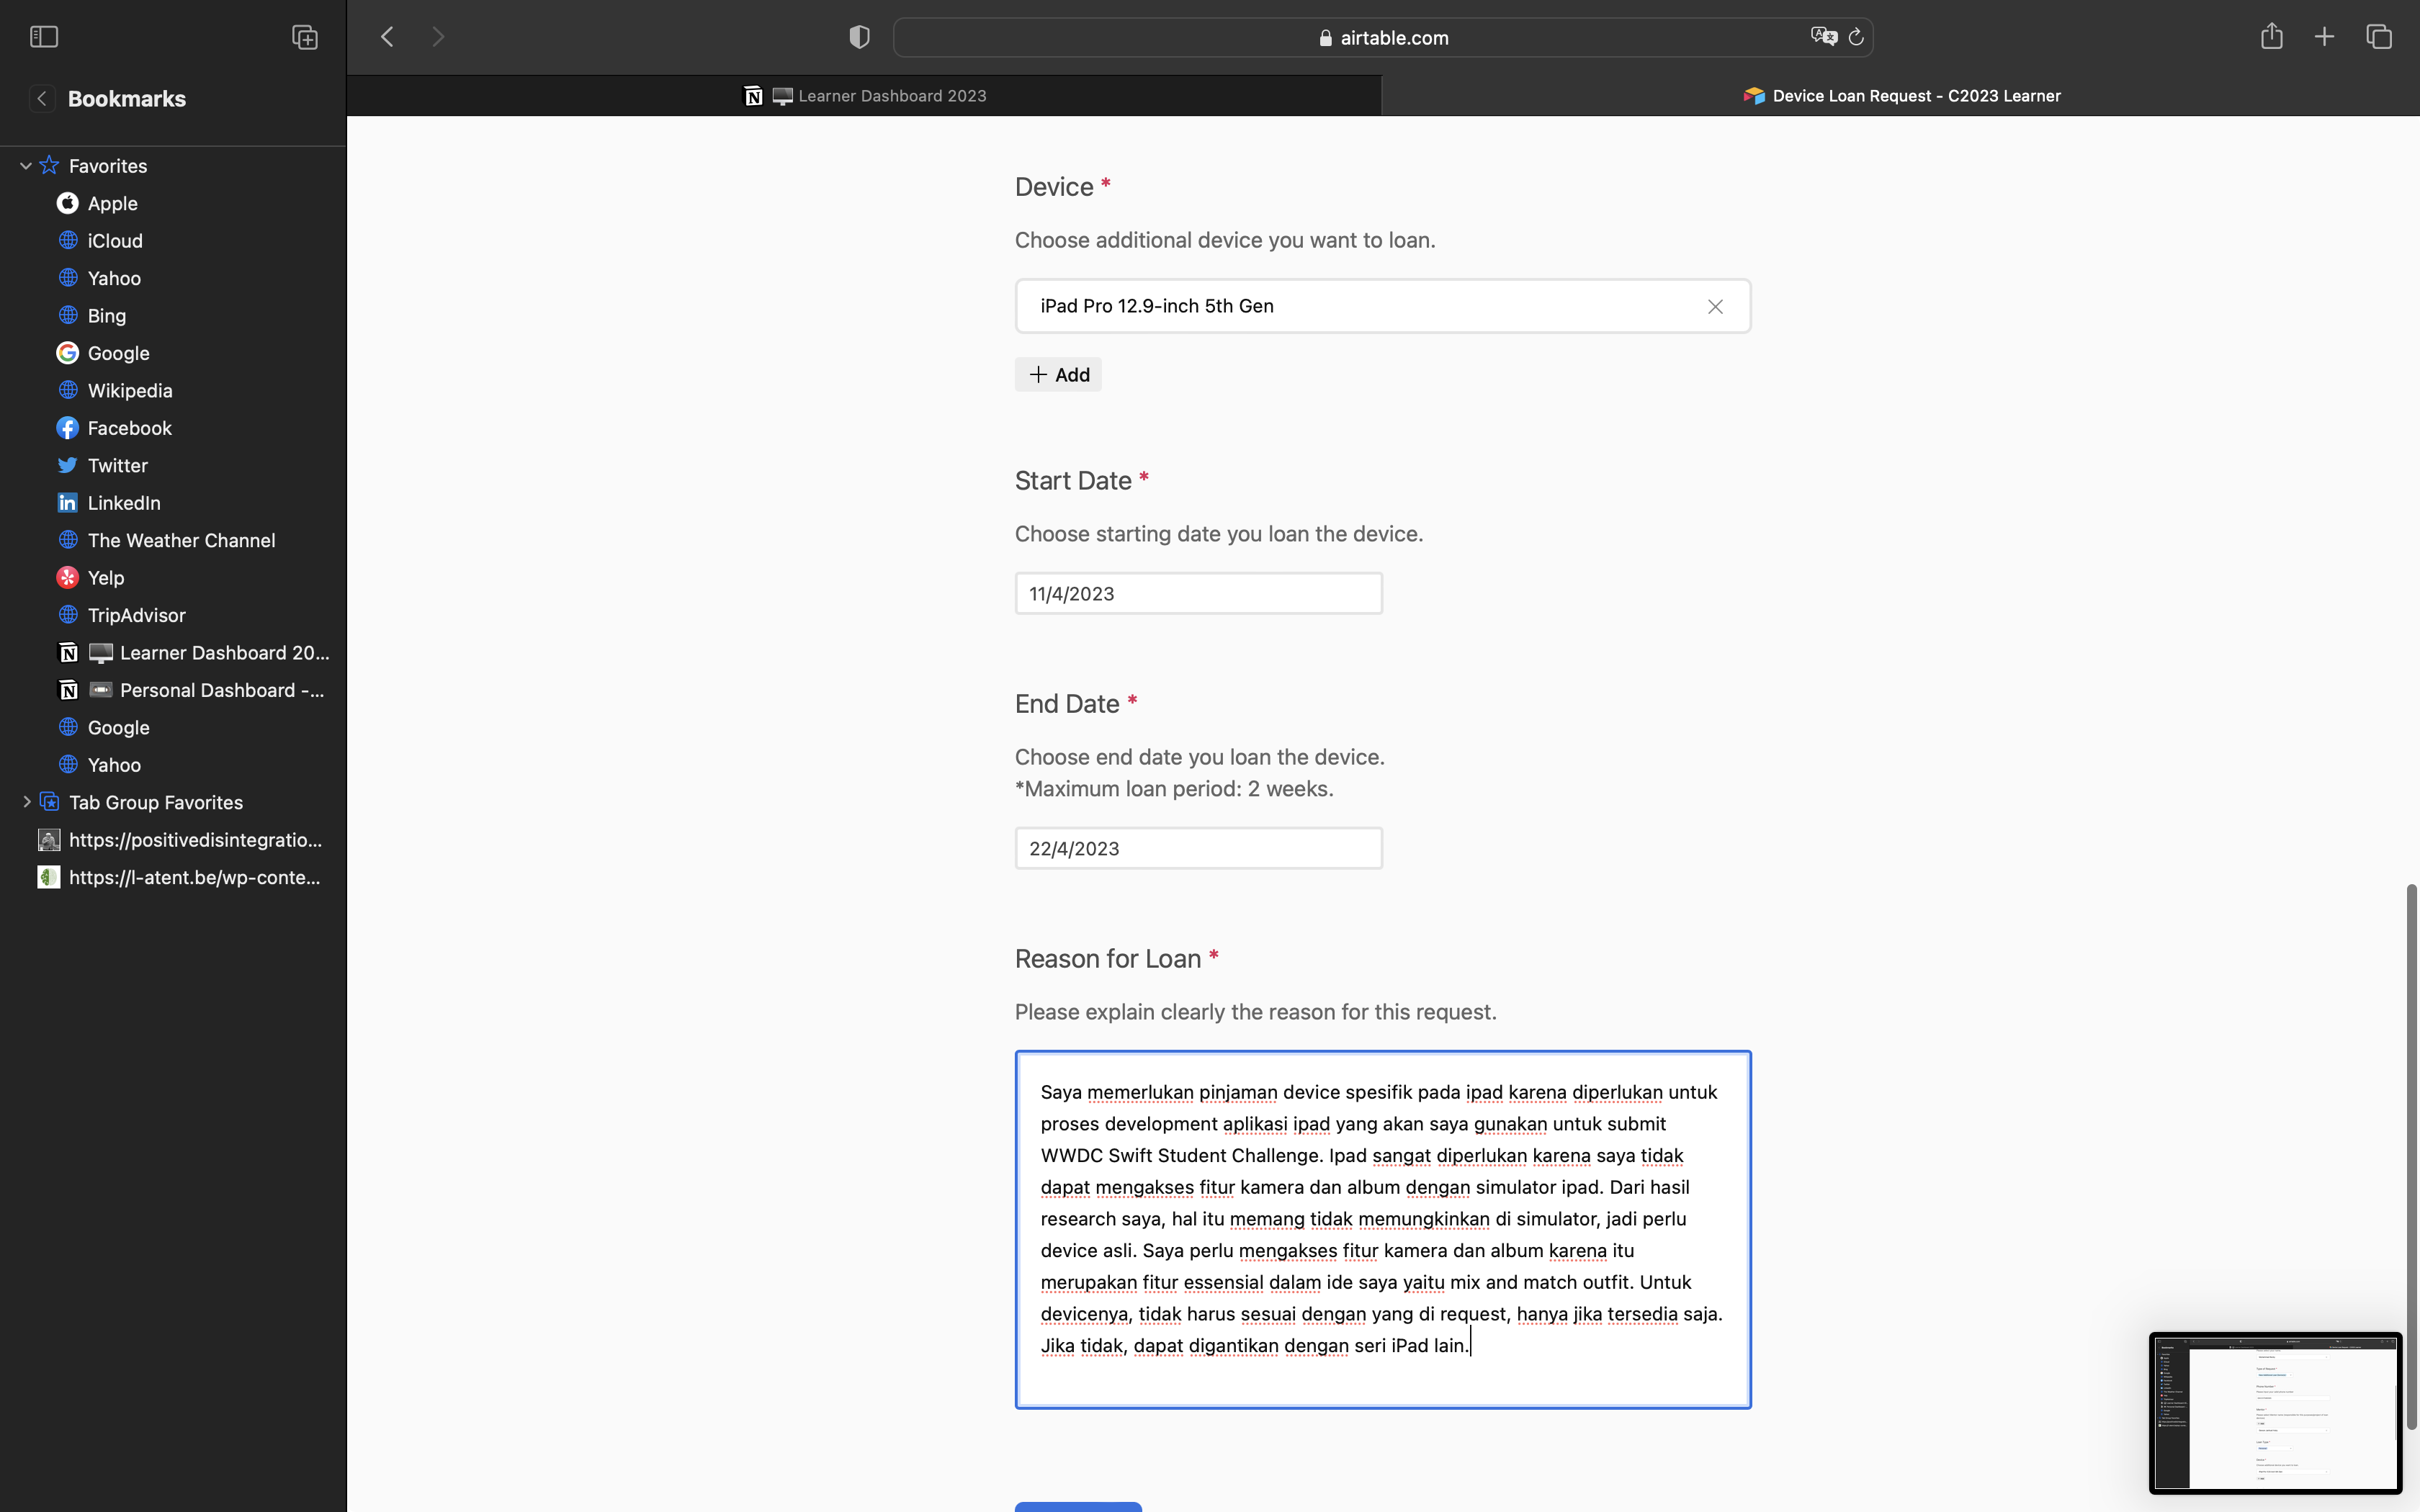 airtable.com
Learner Dashboard 2023
Device Loan Request - C2023 Learner
Bookmarks
Favorites
Apple
iCloud
Yahoo
Bing
Google
Wikipedia
Facebook
Twitter
LinkedIn
The Weather Channel
Yelp
TripAdvisor
Learner Dashboard 20...
Personal Dashboard -...
Google
Yahoo
Tab Group Favorites
https://positivedisintegratio...
https://l-atent.be/wp-conte...
Device *
Choose additional device you want to loan.
iPad Pro 12.9-inch 5th Gen
Add
Start Date *
Choose starting date you loan the device.
11/4/2023
End Date *
Choose end date you loan the device.
*Maximum loan period: 2 weeks.
22/4/2023
Reason for Loan *
Please explain clearly the reason for this request.
Saya memerlukan pinjaman device spesifik pada ipad karena diperlukan untuk
proses development aplikasi ipad yang akan saya gunakan untuk submit
WWDC Swift Student Challenge. Ipad sangat diperlukan karena saya tidak
dapat mengakses fitur kamera dan album dengan simulator ipad. Dari hasil
research saya, hal itu memang tidak memungkinkan di simulator, jadi perlu
device asli. Saya perlu mengakses fitur kamera dan album karena itu
merupakan fitur essensial dalam ide saya yaitu mix and match outfit. Untuk
devicenya, tidak harus sesuai dengan yang di request, hanya jika tersedia saja.
Jika tidak, dapat digantikan dengan seri iPad lain.